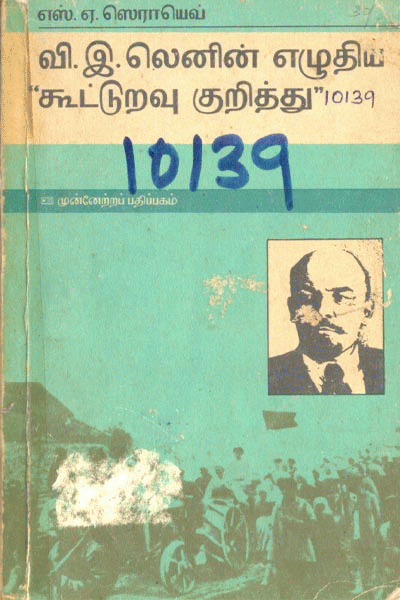 எஸ். ஏ. ஸெராயெவ்
வி. இ. லெனின் எழுதிய
“கூட்டுறவு குறித்து” 10139
10139
முன்னேற்றப் பதிப்பகம்